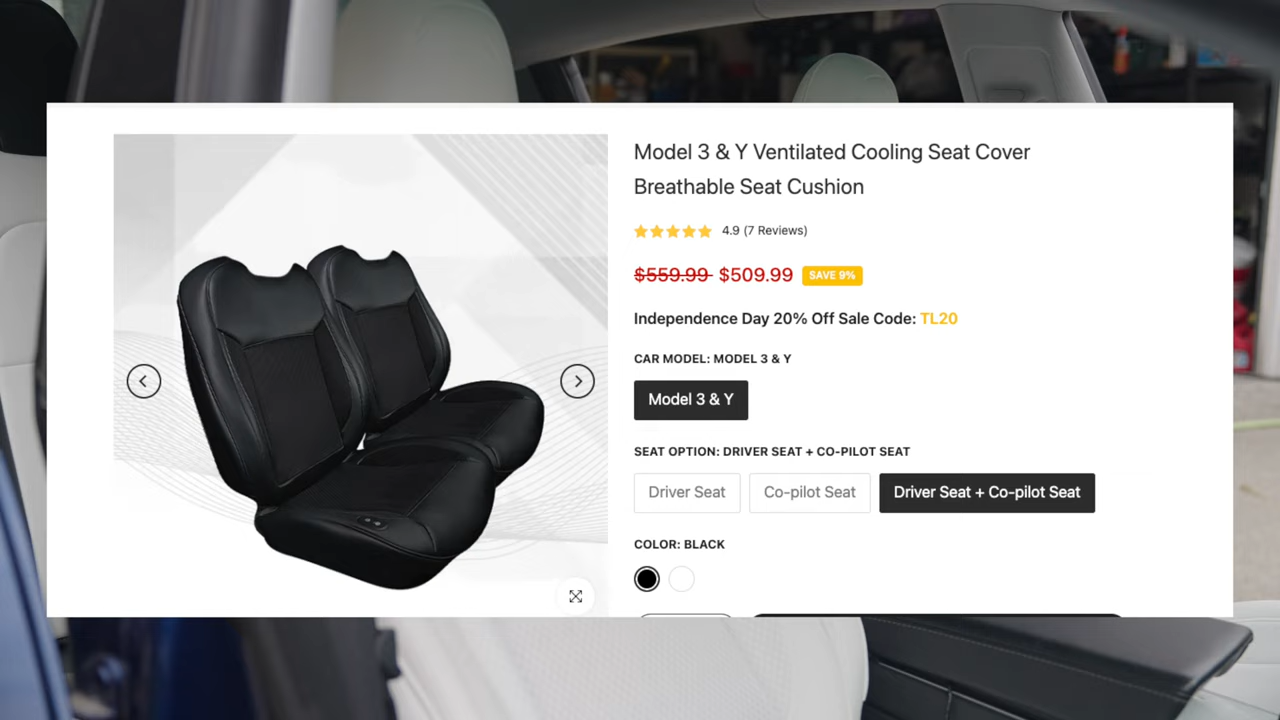 Model 3 & Y Ventilated Cooling Seat Cover
Breathable Seat Cushion
4.9 (7 Reviews)
$559.99 $509.99 SAVE 9%
Independence Day 20% Off Sale Code: TL20
CAR MODEL: MODEL 3 & Y
Model 3 & Y
SEAT OPTION: DRIVER SEAT + CO-PILOT SEAT
Driver Seat Co-pilot Seat Driver Seat + Co-pilot Seat
COLOR: BLACK